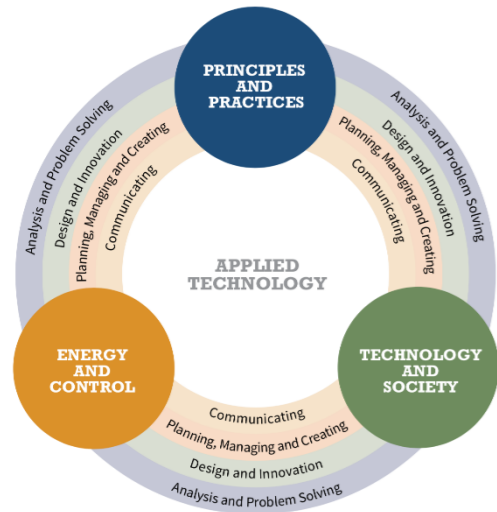 PRINCIPLES
AND
PRACTICES
Analysis and Problem Solving
Design and Innovation
Planning, Managing and Creating
Communicating
Analysis and Problem Solving
Design and Innovation
Planning, Managing and Creating
Communicating
APPLIED
TECHNOLOGY
ENERGY
AND
CONTROL
TECHNOLOGY
AND
SOCIETY
Communicating
Planning, Managing and Creating
Design and Innovation
Analysis and Problem Solving